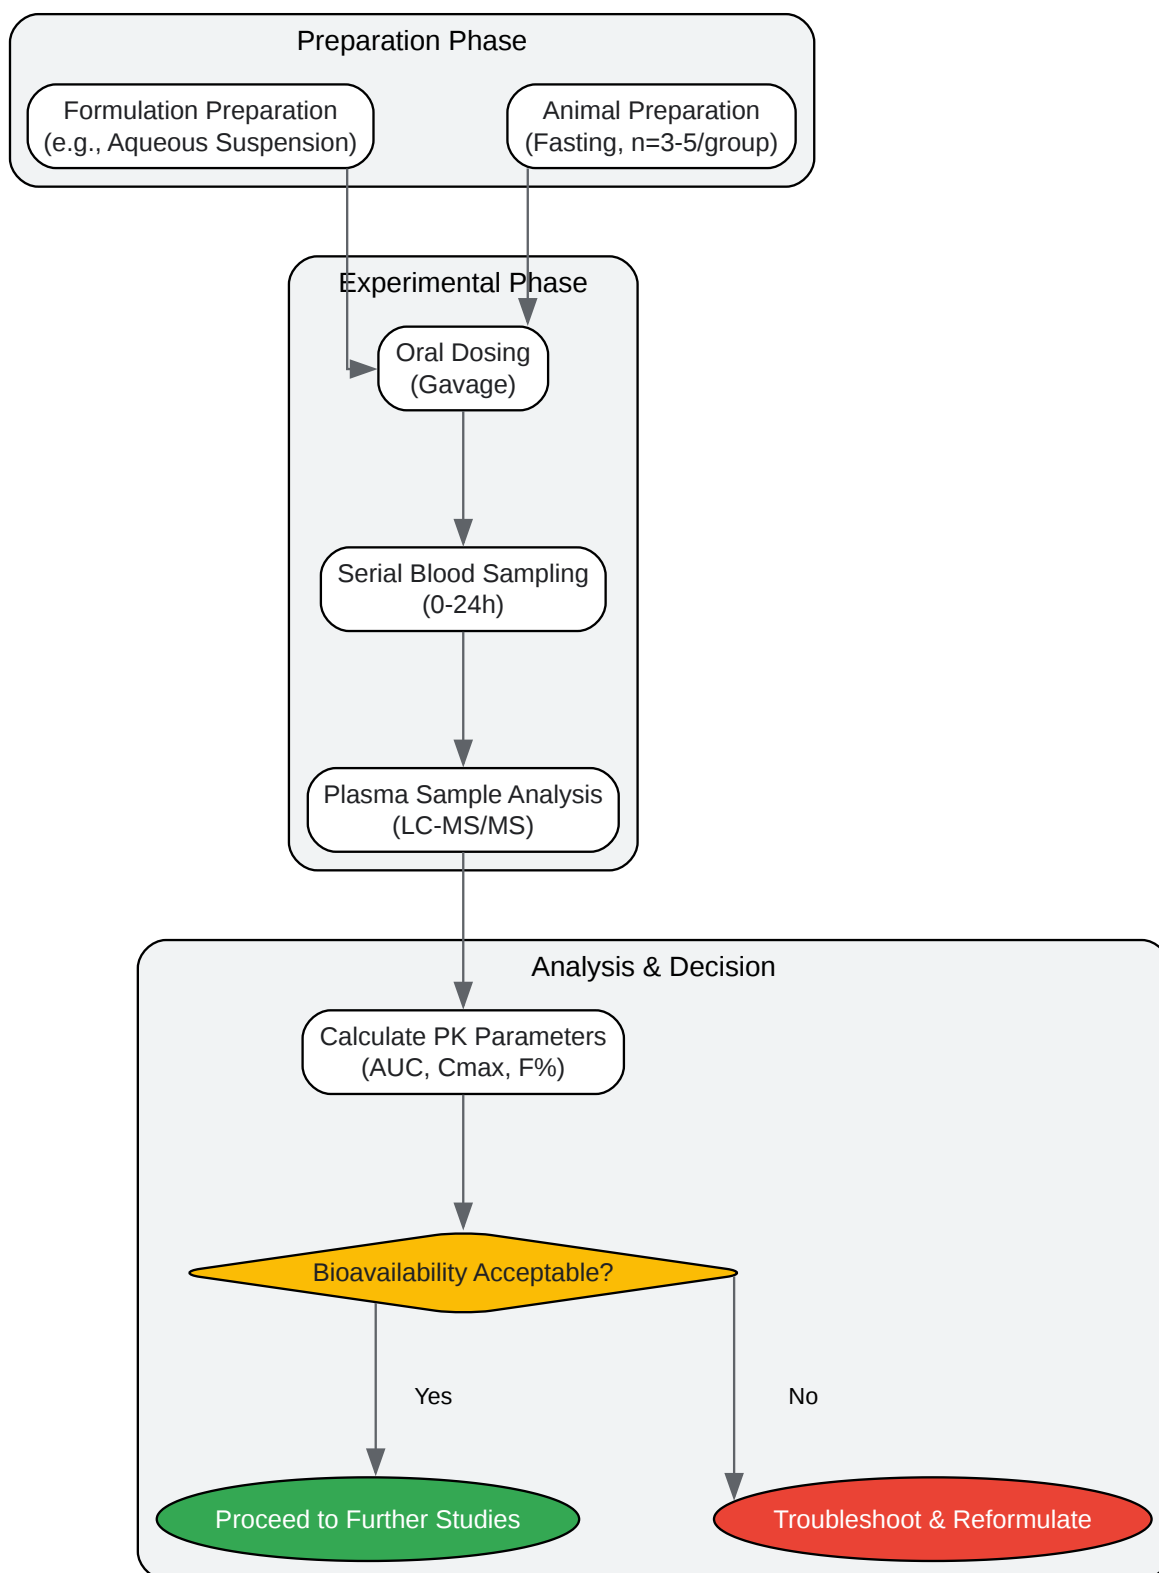 Preparation Phase
Formulation Preparation
(e.g., Aqueous Suspension)
Animal Preparation
(Fasting, n=3-5/group)
Experimental Phase
Oral Dosing
(Gavage)
Serial Blood Sampling
(0-24h)
Plasma Sample Analysis
(LC-MS/MS)
Analysis & Decision
Calculate PK Parameters
(AUC, Cmax, F%)
Bioavailability Acceptable?
Yes
No
Proceed to Further Studies
Troubleshoot & Reformulate